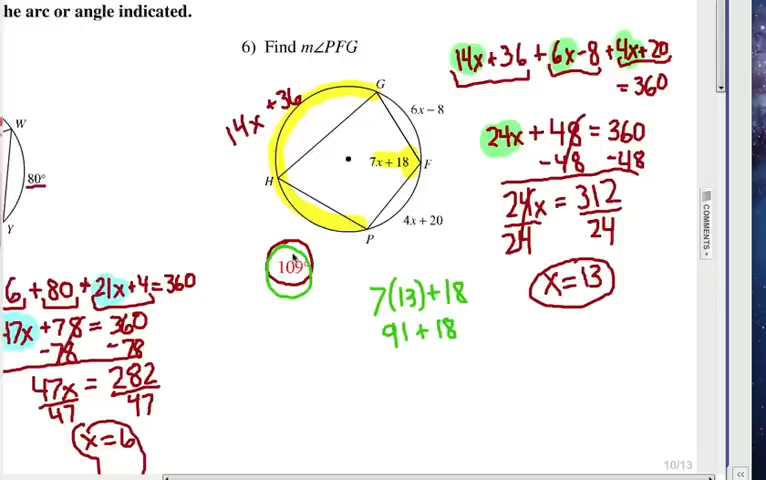 he arc or angle indicated.
6) Find m∠PFG
14x+36 + 6x-8 + 4x+20
= 360
G
14x +36
6x − 8
W
24x + 48 = 360
-48 -48
7x + 18
F
80°
H
24x = 312
24 24
Y
4x + 20
P
COMMENTS
109°
x=13
6 + 80 + 21x+4 = 360
7(13)+18
47x + 78 = 360
91 + 18
-78 -78
47x = 282
47 47
x=6
10/13